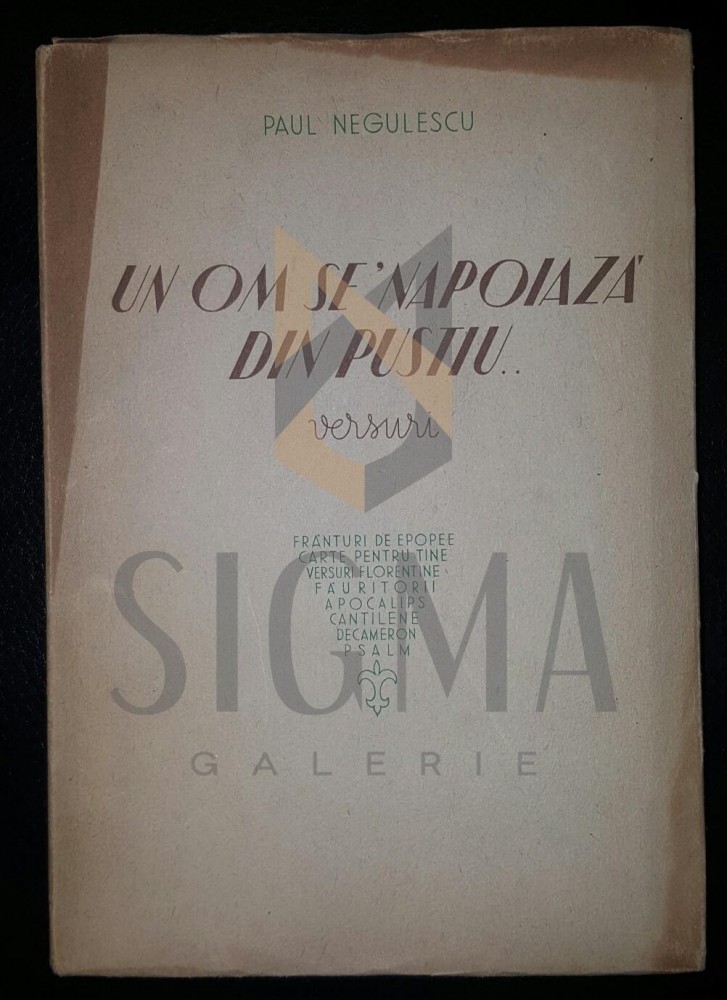 PAUL NEGULESCU
UN OM SE'NAPOIAZĂ
DIN PUSTIU..
versuri
FRÂNTURI DE EPOPEE
CARTE PENTRU TINE
VERSURI FLORENTINE
FĂURITORII
APOCALIPS
CANTILENE
DECAMERON
PSALM
SIGMA
GALERIE